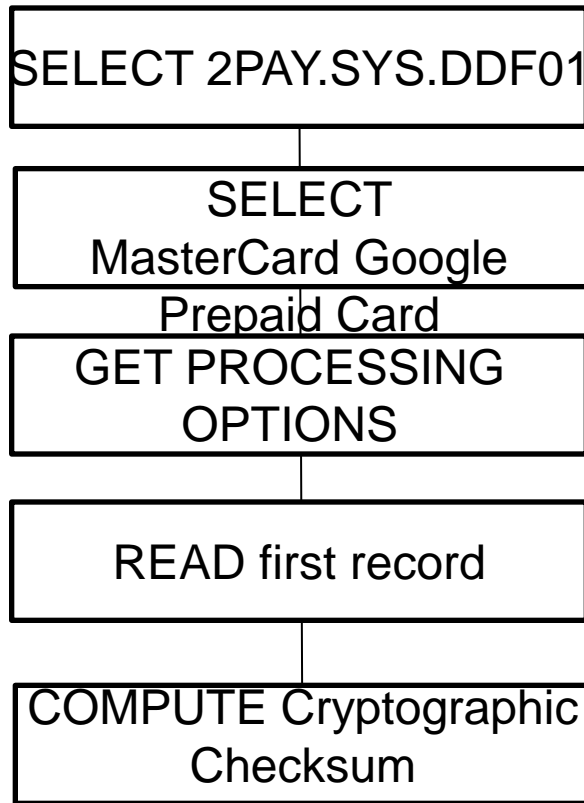 SELECT 2PAY.SYS.DDF01
SELECT
MasterCard Google
Prepaid Card
GET PROCESSING
OPTIONS
READ first record
COMPUTE Cryptographic
Checksum